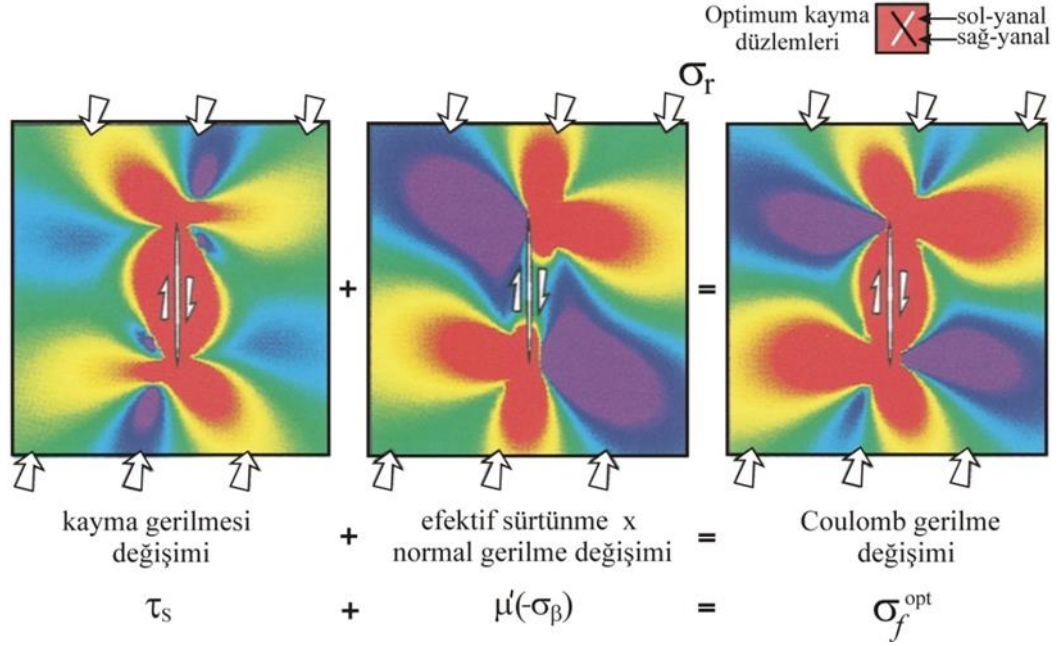 Optimum kayma
düzlemleri
sol-yanal
sağ-yanal
σr
+
=
kayma gerilmesi
değişimi
+
efektif sürtünme x
normal gerilme değişimi
=
Coulomb gerilme
değişimi
τs
+
μ'(-σβ)
=
σf opt